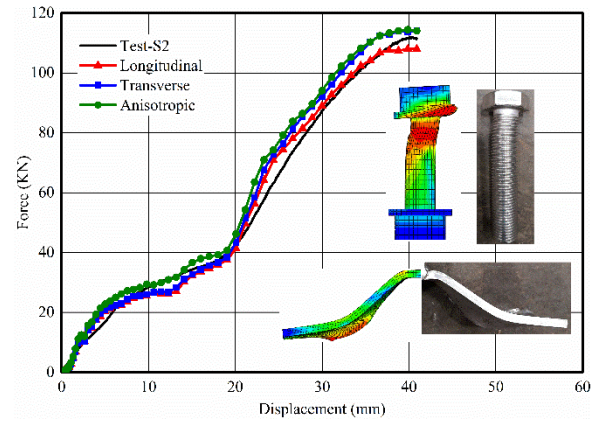 120
100
80
60
40
20
0
Force (KN)
Test-S2
Longitudinal
Transverse
Anisotropic
0 10 20 30 40 50 60
Displacement (mm)